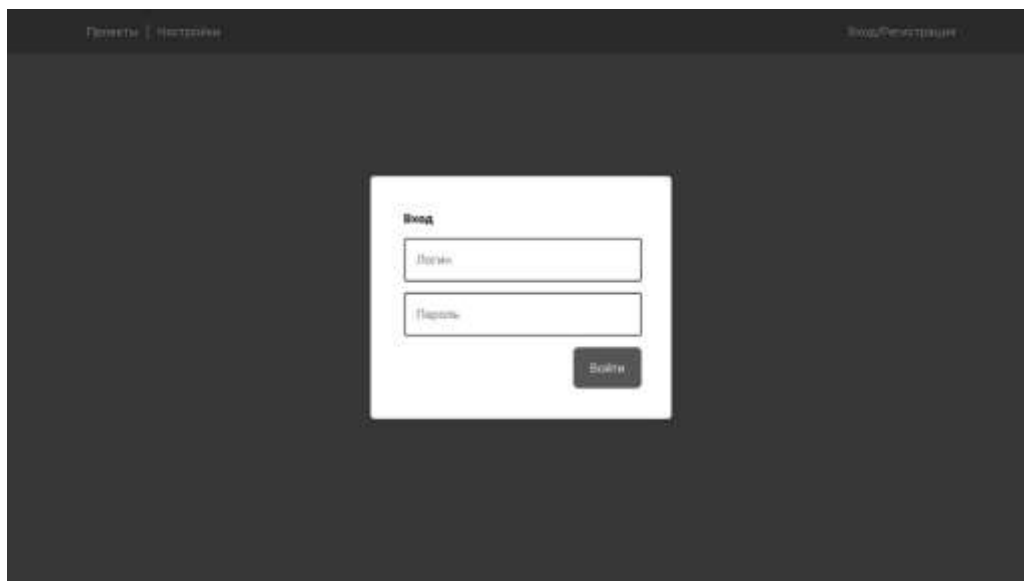 Проекты | Настройки
Вход/Регистрация
Вход
Логин
Пароль
Войти